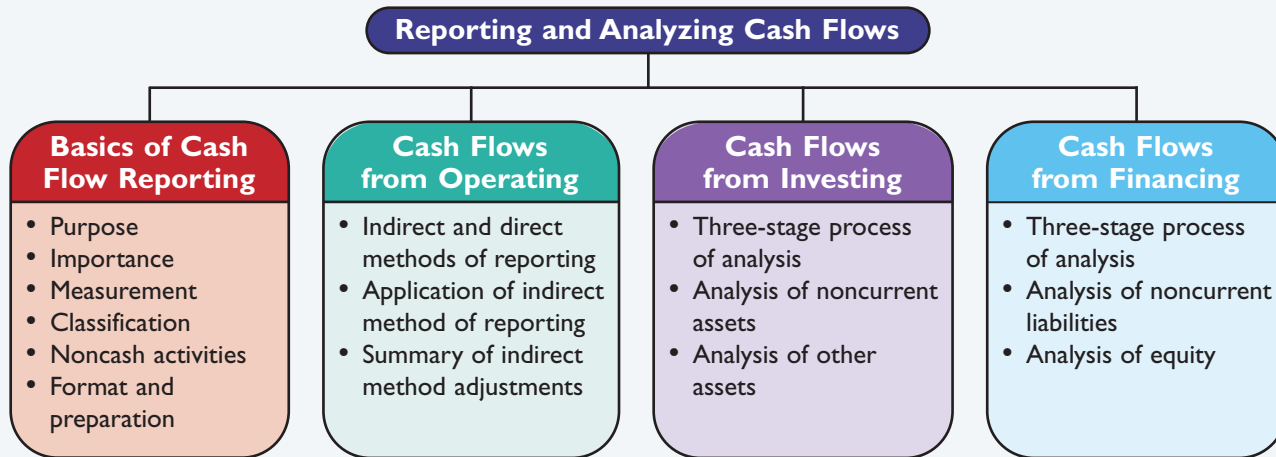 Reporting and Analyzing Cash Flows
Basics of Cash
Flow Reporting
• Purpose
• Importance
• Measurement
• Classification
• Noncash activities
• Format and
preparation
Cash Flows
from Operating
• Indirect and direct
methods of reporting
• Application of indirect
method of reporting
• Summary of indirect
method adjustments
Cash Flows
from Investing
• Three-stage process
of analysis
• Analysis of noncurrent
assets
• Analysis of other
assets
Cash Flows
from Financing
• Three-stage process
of analysis
• Analysis of noncurrent
liabilities
• Analysis of equity